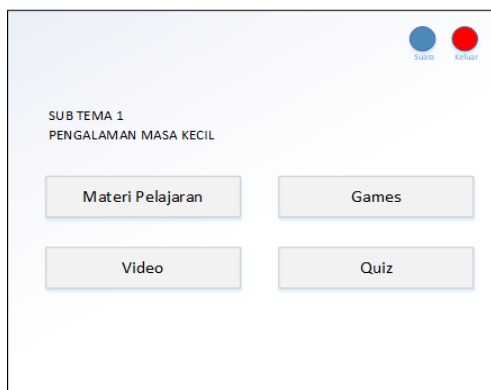 Suara Keluar
SUB TEMA 1
PENGALAMAN MASA KECIL
Materi Pelajaran Games
Video Quiz